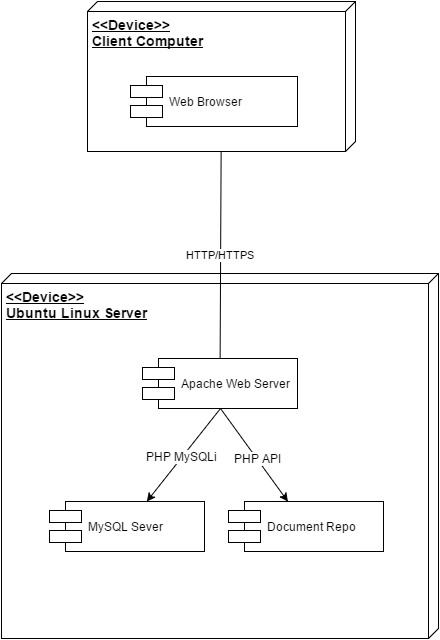 <<Device>>
Client Computer
Web Browser
HTTP/HTTPS
<<Device>>
Ubuntu Linux Server
Apache Web Server
PHP MySQLi
PHP API
MySQL Sever
Document Repo